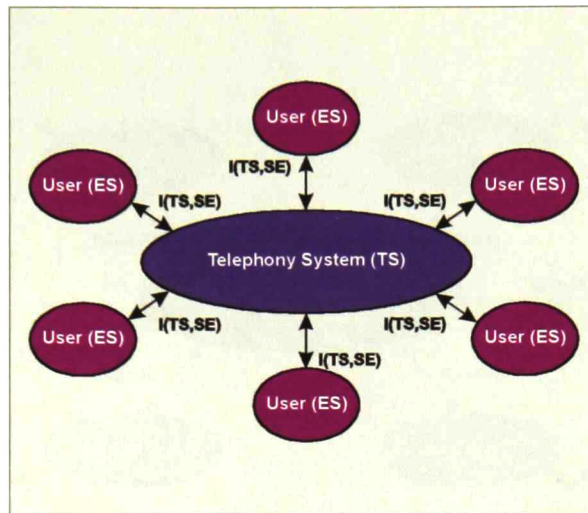 User (ES)
I(TS,SE)
User (ES)
I(TS,SE)
User (ES)
I(TS,SE)
Telephony System (TS)
User (ES)
I(TS,SE)
User (ES)
I(TS,SE)
I(TS,SE)
User (ES)